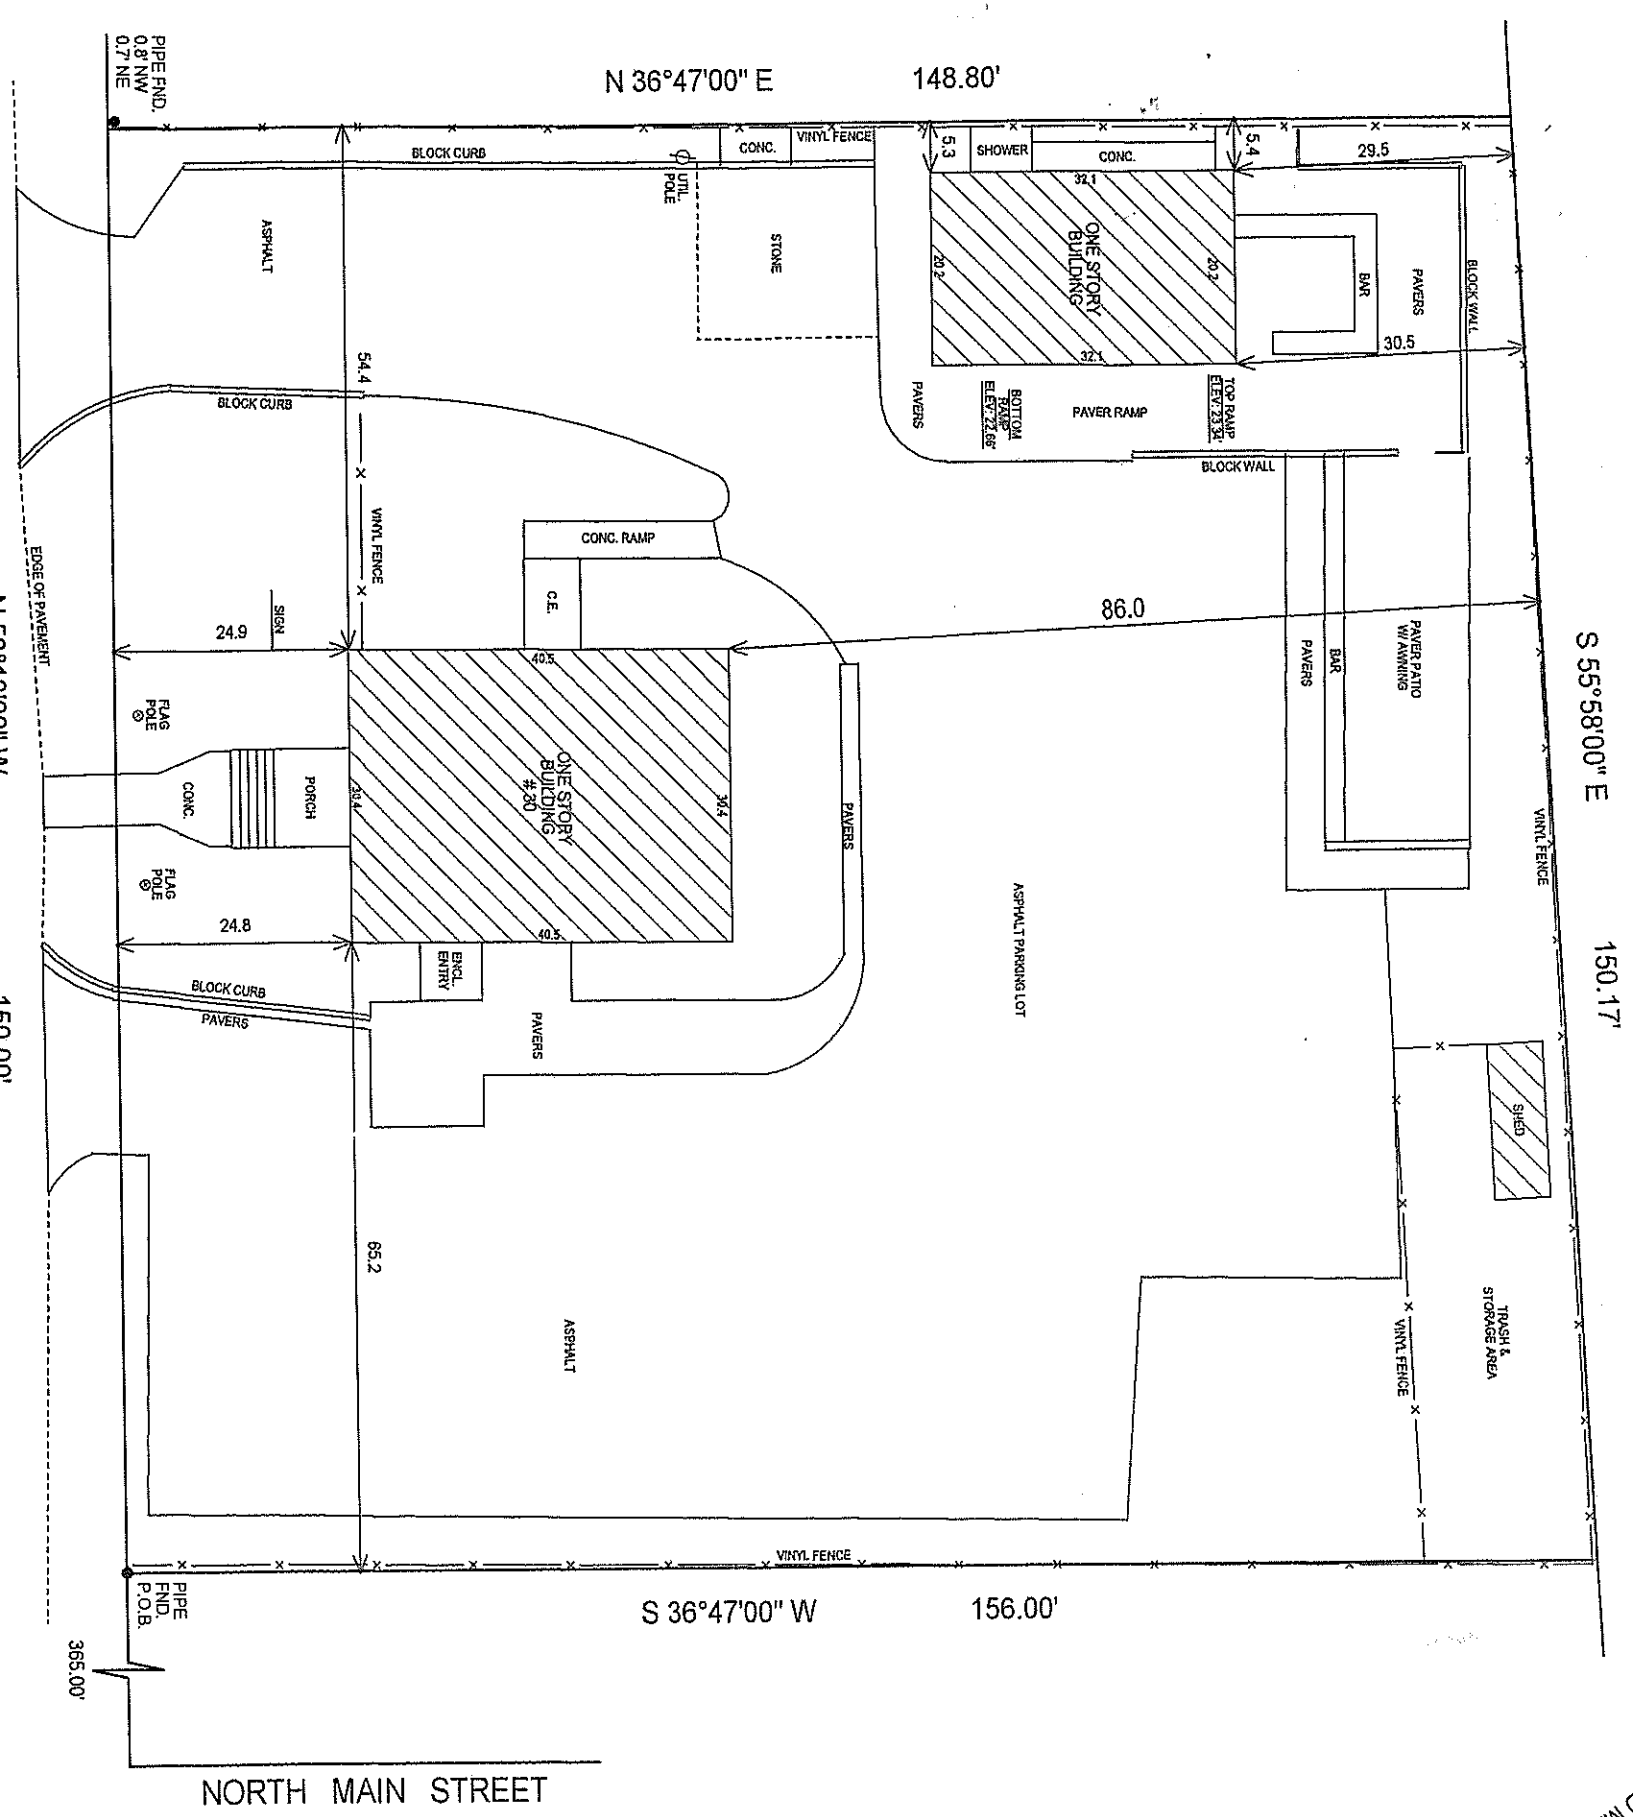 N 36°47'00" E 148.80'
PIPE FND.
0.8' NW
0.7' NE
BLOCK CURB
CONC.
VINYL FENCE
5.3
SHOWER
CONC.
5.4
29.5
UTIL.
POLE
32.1
ASPHALT
STONE
ONE STORY
BUILDING
20.2
20.2
BAR
PAVERS
BLOCK WALL
32.1
30.5
54.4
BLOCK CURB
PAVERS
BOTTOM
RAMP
ELEV: 22.66'
PAVER RAMP
TOP RAMP
ELEV: 23.34'
BLOCK WALL
VINYL FENCE
CONC. RAMP
C.E.
EDGE OF PAVEMENT
SIGN
24.9
86.0
40.5
PAVERS
BAR
PAVER PATIO
W/AWNING
S 55°58'00" E 150.17'
FLAG
POLE
CONC.
PORCH
30.4
ONE STORY
BUILDING
# 30
30.4
PAVERS
VINYL FENCE
FLAG
POLE
24.8
40.5
ENCL.
ENTRY
ASPHALT PARKING LOT
BLOCK CURB
PAVERS
PAVERS
SHED
65.2
ASPHALT
VINYL FENCE
TRASH &
STORAGE AREA
VINYL FENCE
PIPE
FND.
P.O.B.
S 36°47'00" W 156.00'
365.00'
NORTH MAIN STREET